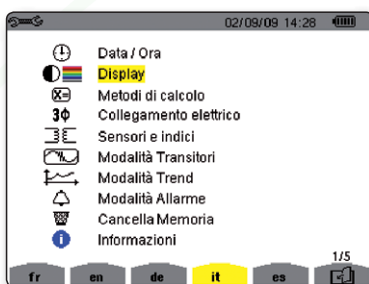 02/09/09 14:28
Data / Ora
Display
Metodi di calcolo
3ϕ Collegamento elettrico
Sensori e indici
Modalità Transitori
Modalità Trend
Modalità Allarme
Cancella Memoria
Informazioni
1/5
fr en de it es